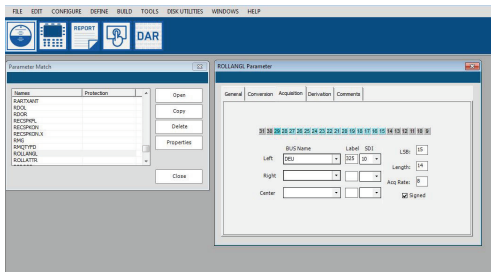 FILE EDIT CONFIGURE DEFINE BUILD TOOLS DISK UTILITIES WINDOWS HELP
REPORT
DAR
Parameter Match
Names Protection
RARTXANT
RDOL
RDOR
RECSPKPL
RECSPKON
RECSPKON.X
RMG
RMQTYFD
ROLLANGL
ROLLATTR
Open
Copy
Delete
Properties
Close
ROLLANGL Parameter
General Conversion Acquisition Derivation Comments
31 30 29 28 27 26 25 24 23 22 21 20 19 18 17 16 15 14 13 12 11 10 9
BUS Name Label SDI
Left DEU 325 10
Right
Center
LSB: 15
Length: 14
Acq Rate: 8
Signed